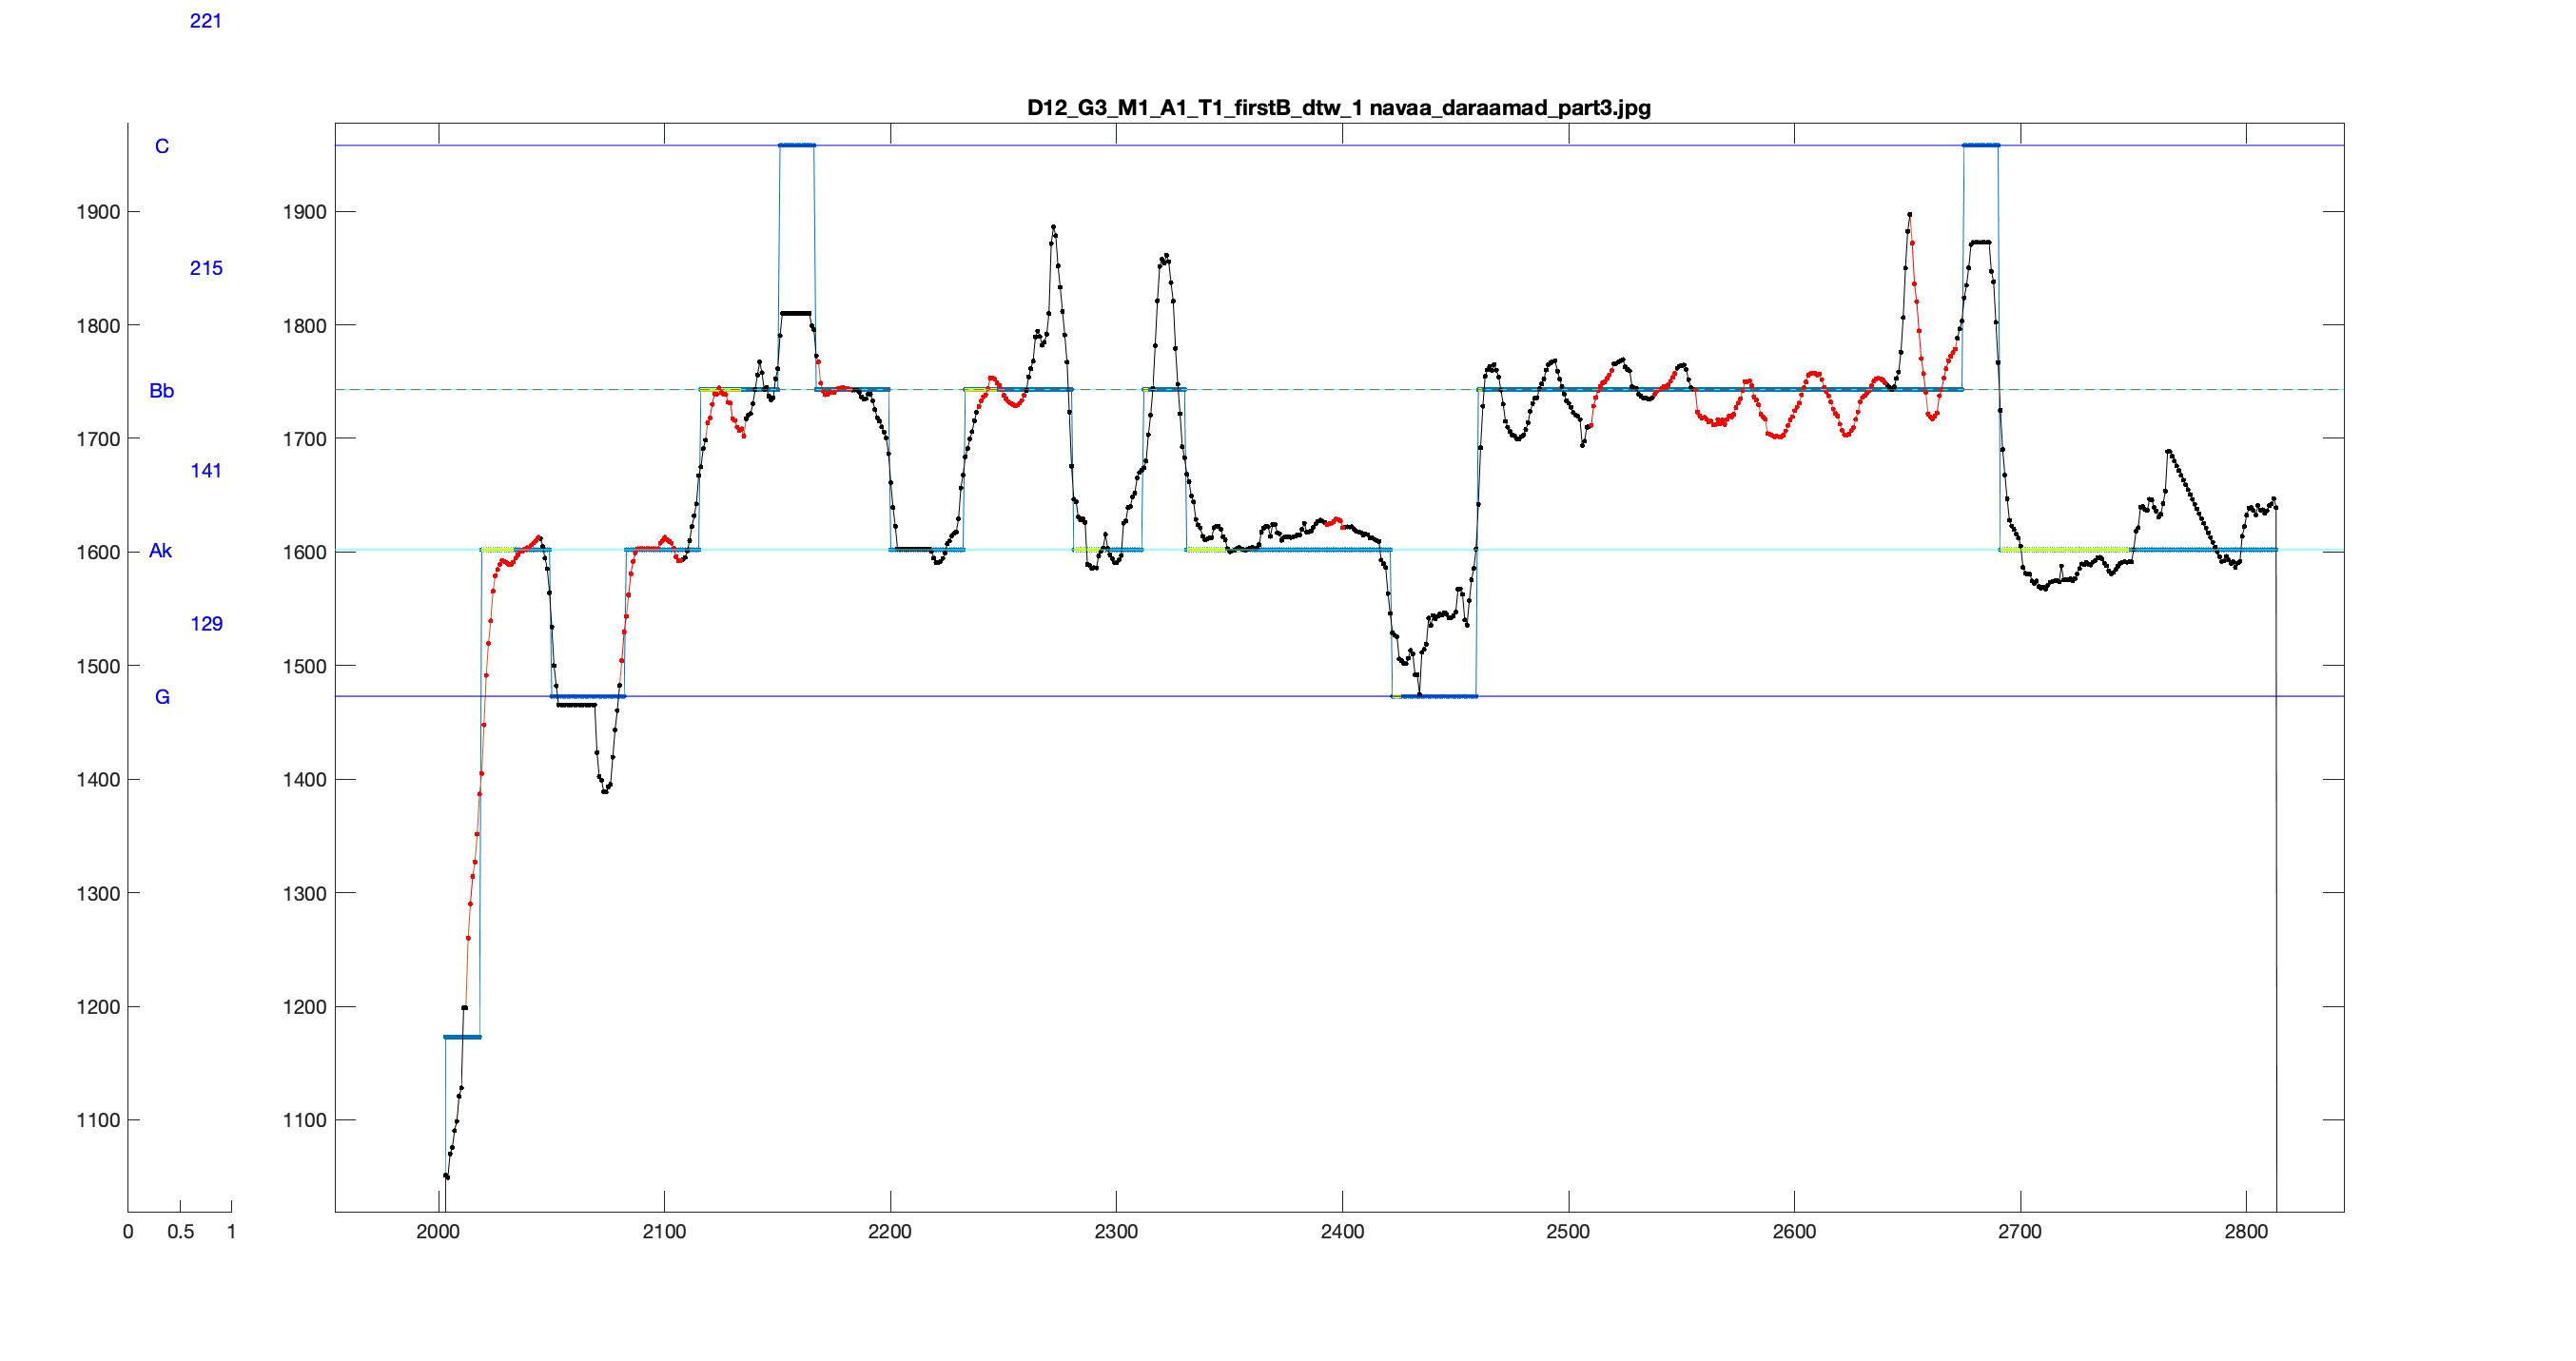 221
D12_G3_M1_A1_T1_firstB_dtw_1 navaa_daraamad_part3.jpg
C
1900 1900
215
1800 1800
Bb
1700 1700
141
Ak
1600 1600
129
1500 1500
G
1400 1400
1300 1300
1200 1200
1100 1100
0 0.5 1 2000 2100 2200 2300 2400 2500 2600 2700 2800